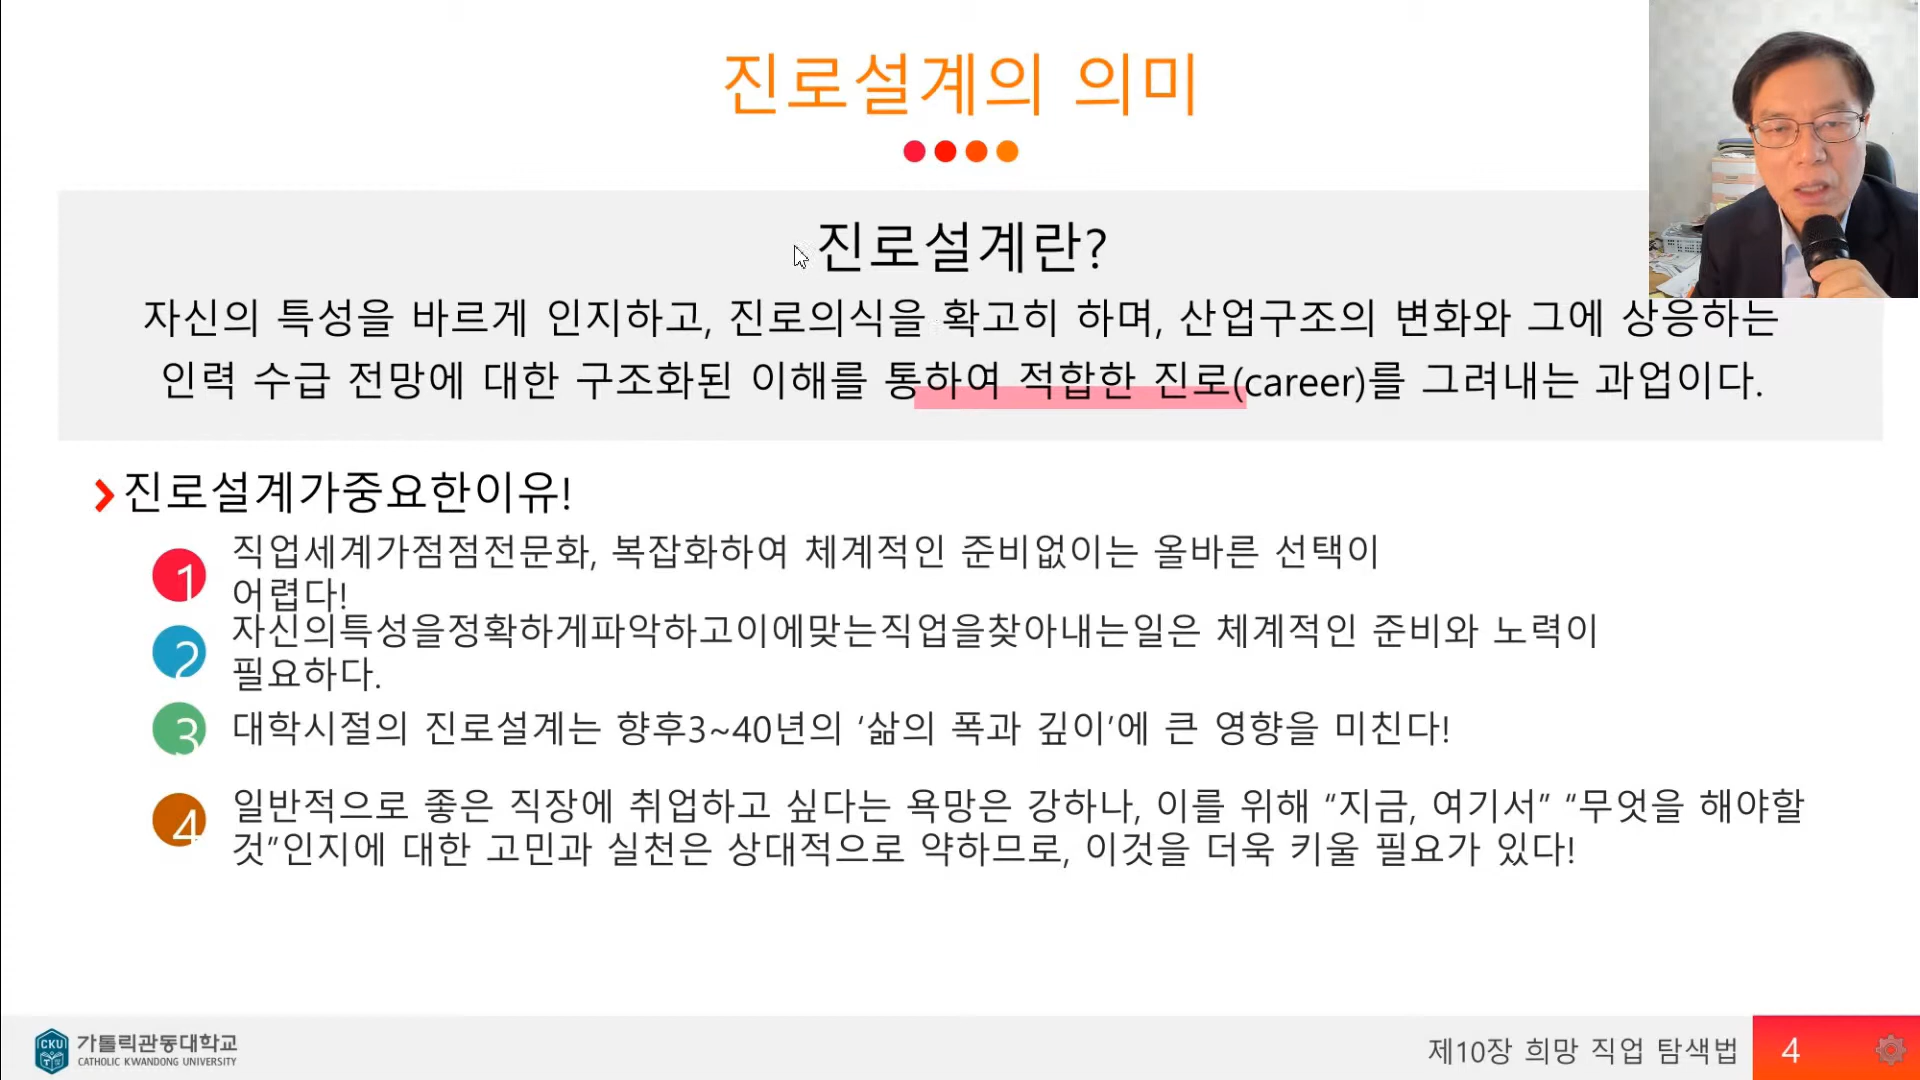 진로설계의 의미
진로설계란?
자신의 특성을 바르게 인지하고, 진로의식을 확고히 하며, 산업구조의 변화와 그에 상응하는
인력 수급 전망에 대한 구조화된 이해를 통하여 적합한 진로(career)를 그려내는 과업이다.
진로설계가중요한이유!
1
직업세계가점점전문화, 복잡화하여 체계적인 준비없이는 올바른 선택이
어렵다!
2
자신의특성을정확하게파악하고이에맞는직업을찾아내는일은 체계적인 준비와 노력이
필요하다.
3
대학시절의 진로설계는 향후3~40년의 ‘삶의 폭과 깊이’에 큰 영향을 미친다!
4
일반적으로 좋은 직장에 취업하고 싶다는 욕망은 강하나, 이를 위해 “지금, 여기서” “무엇을 해야할
것”인지에 대한 고민과 실천은 상대적으로 약하므로, 이것을 더욱 키울 필요가 있다!
CKU
가톨릭관동대학교
CATHOLIC KWANDONG UNIVERSITY
제10장 희망 직업 탐색법
4